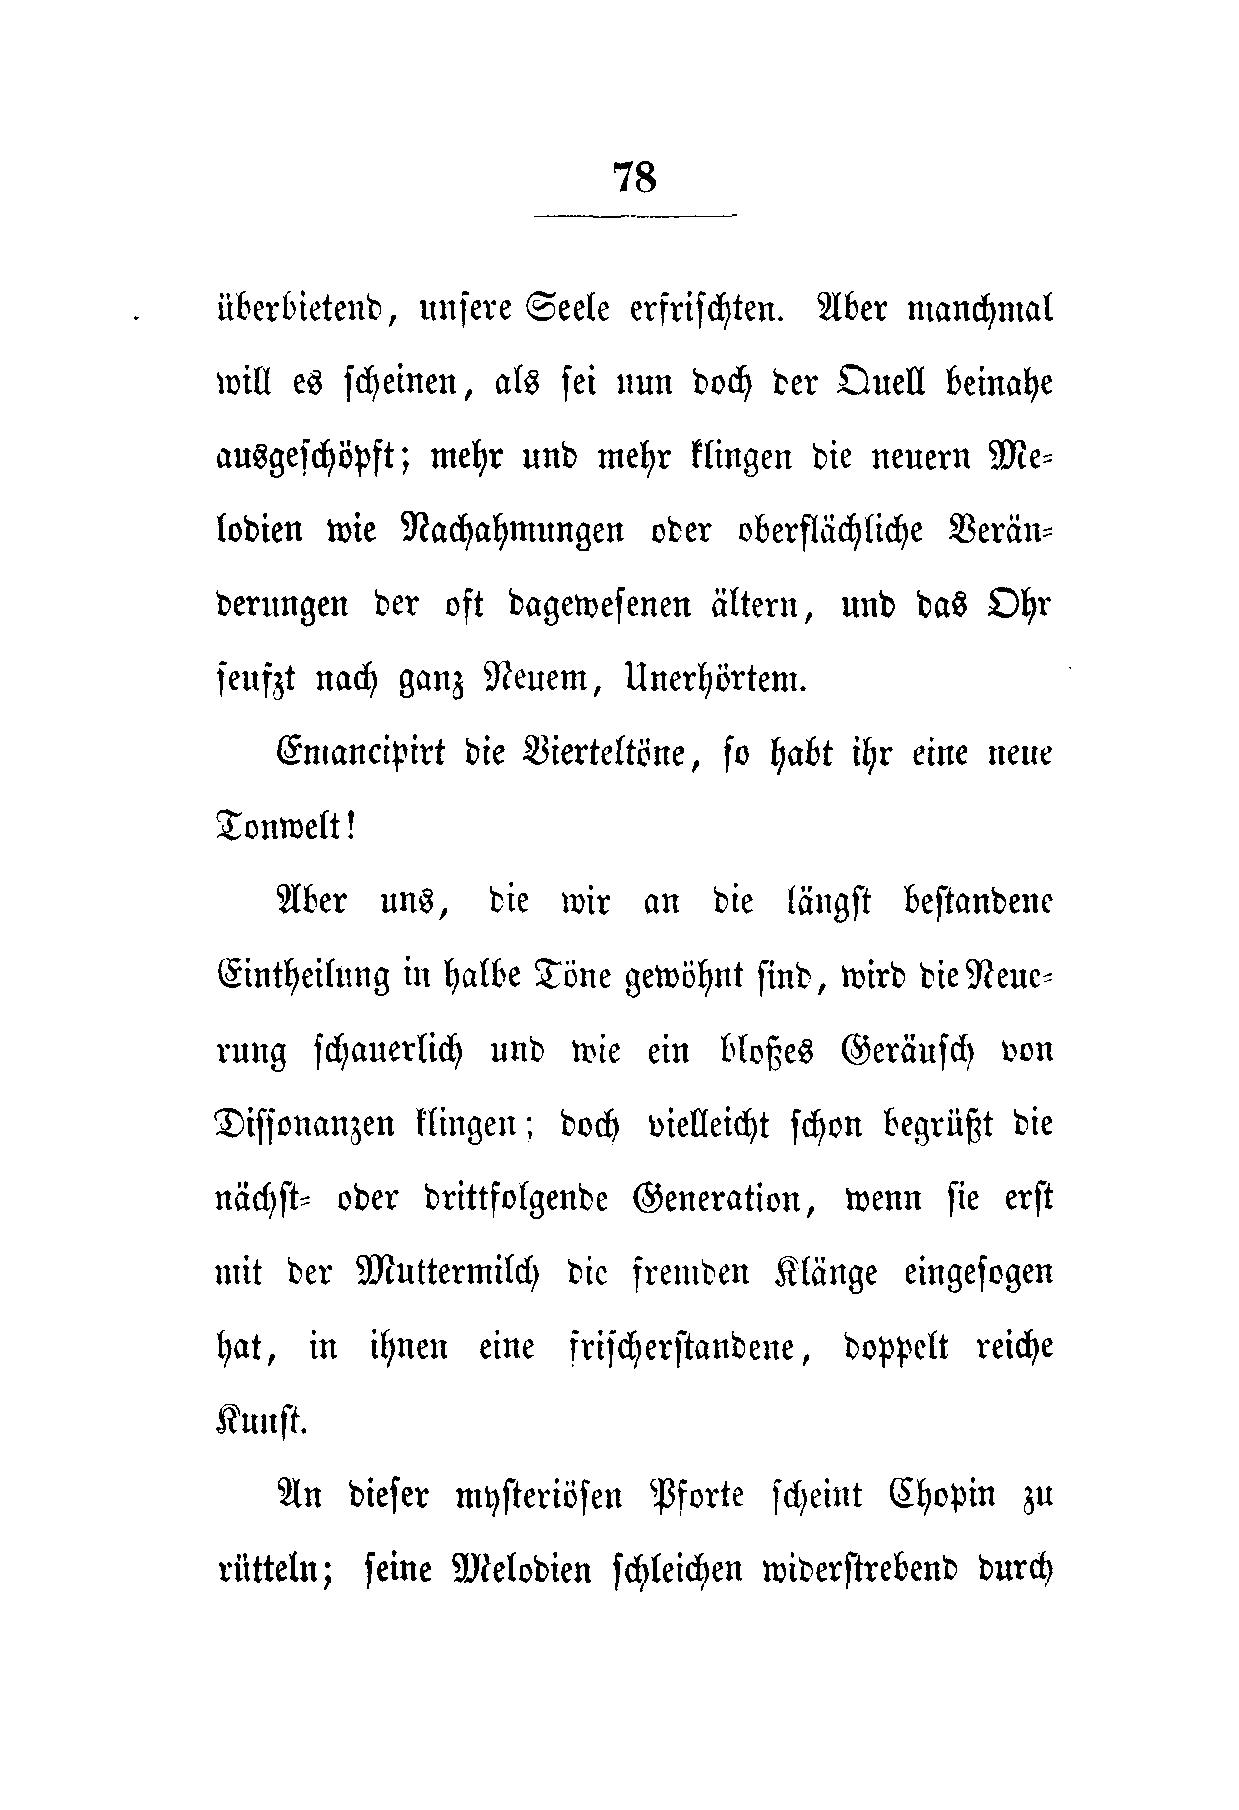 78
überbietend, unsere Seele erfrischten. Aber manchmal
will es scheinen, als sei nun doch der Quell beinahe
ausgeschöpft; mehr und mehr klingen die neuern Me-
lodien wie Nachahmungen oder oberflächliche Verän-
derungen der oft dagewesenen ältern, und das Ohr
seufzt nach ganz Neuem, Unerhörtem.
Emancipirt die Vierteltöne, so habt ihr eine neue
Tonwelt!
Aber uns, die wir an die längst bestandene
Eintheilung in halbe Töne gewöhnt sind, wird die Neue-
rung schauerlich und wie ein bloßes Geräusch von
Dissonanzen klingen; doch vielleicht schon begrüßt die
nächst- oder drittfolgende Generation, wenn sie erst
mit der Muttermilch die fremden Klänge eingesogen
hat, in ihnen eine frischerstandene, doppelt reiche
Kunst.
An dieser mysteriösen Pforte scheint Chopin zu
rütteln; seine Melodien schleichen widerstrebend durch